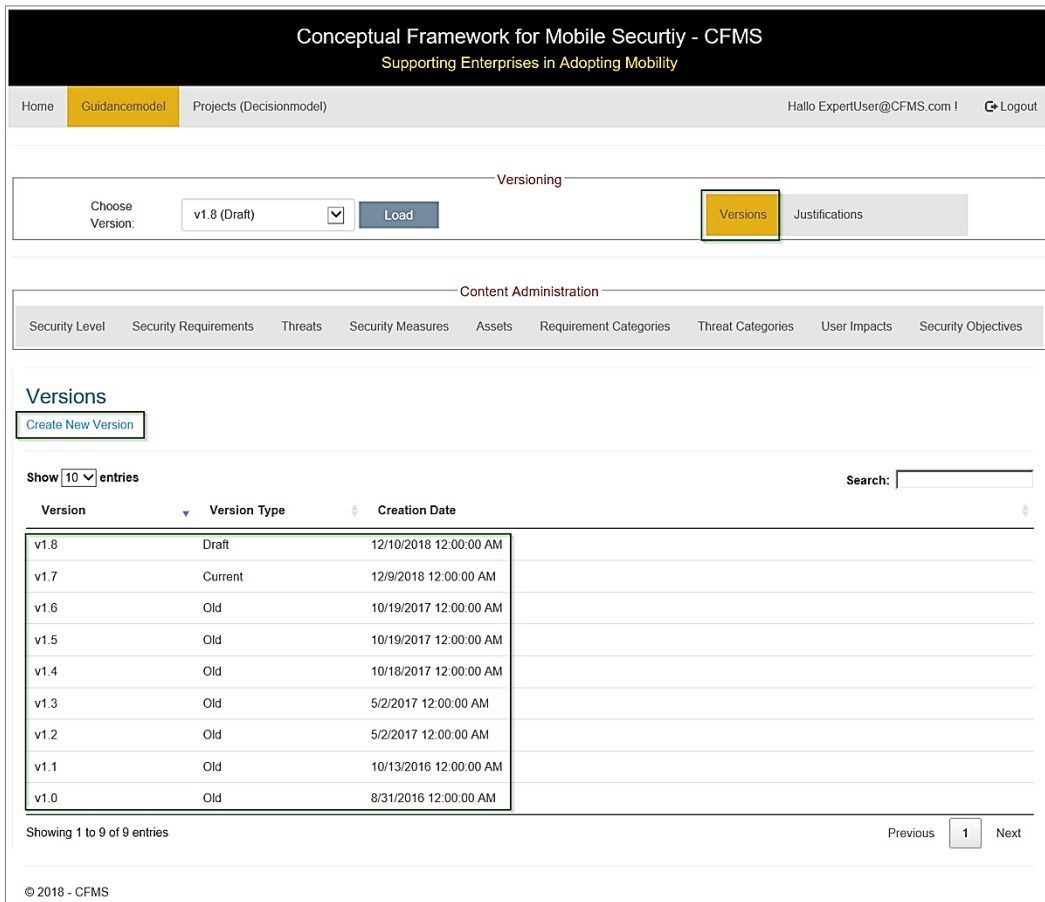 Conceptual Framework for Mobile Securtiy - CFMS
Supporting Enterprises in Adopting Mobility
Home Guidancemodel Projects (Decisionmodel) Hallo ExpertUser@CFMS.com ! Logout
Versioning
Choose
Version:
v1.8 (Draft) Load Versions Justifications
Content Administration
Security Level Security Requirements Threats Security Measures Assets Requirement Categories Threat Categories User Impacts Security Objectives
Versions
Create New Version
Show 10 entries Search:
Version Version Type Creation Date
v1.8 Draft 12/10/2018 12:00:00 AM
v1.7 Current 12/9/2018 12:00:00 AM
v1.6 Old 10/19/2017 12:00:00 AM
v1.5 Old 10/19/2017 12:00:00 AM
v1.4 Old 10/18/2017 12:00:00 AM
v1.3 Old 5/2/2017 12:00:00 AM
v1.2 Old 5/2/2017 12:00:00 AM
v1.1 Old 10/13/2016 12:00:00 AM
v1.0 Old 8/31/2016 12:00:00 AM
Showing 1 to 9 of 9 entries Previous 1 Next
© 2018 - CFMS